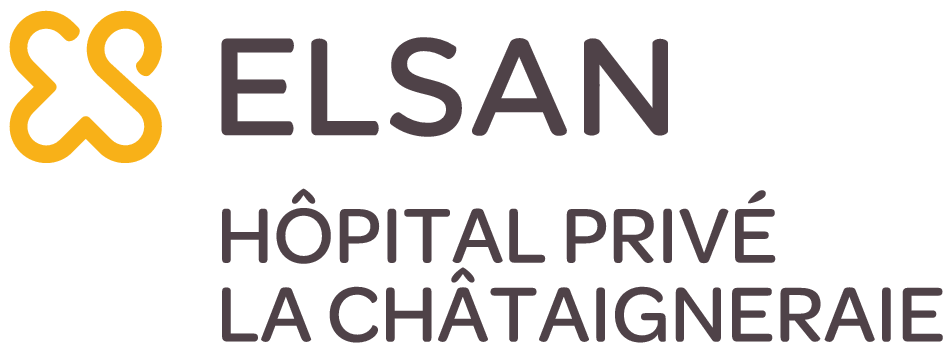 ELSAN
HÔPITAL PRIVÉ
LA CHÂTAIGNERAIE